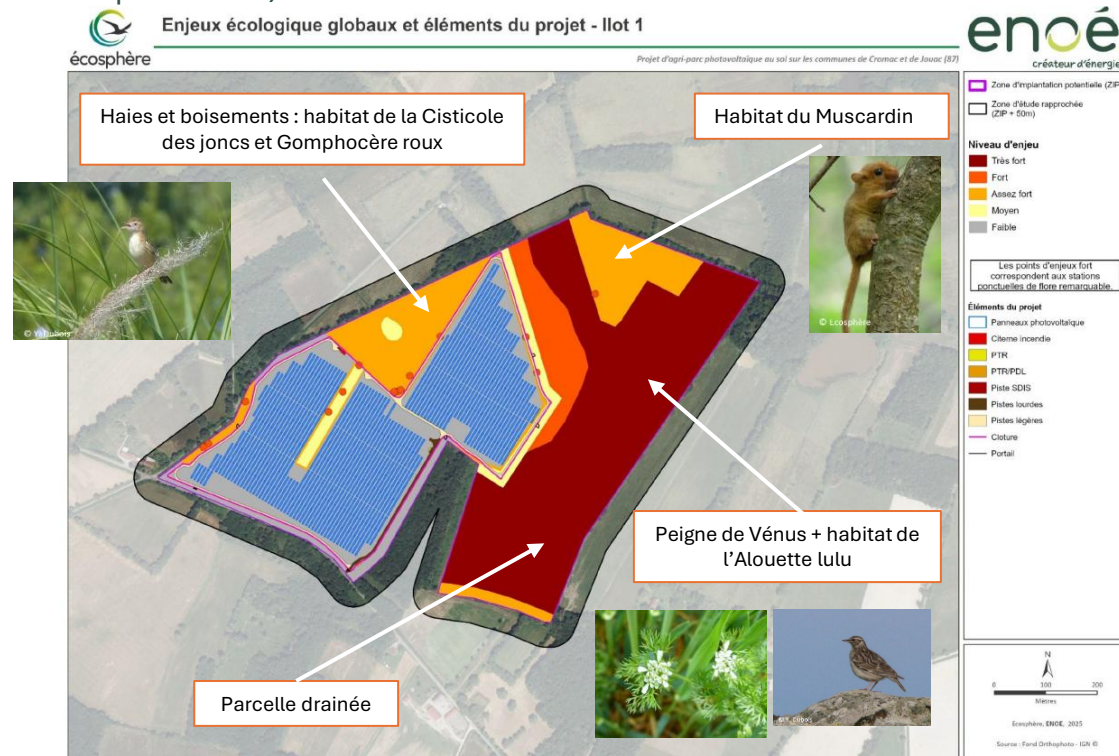 Enjeux écologique globaux et éléments du projet - Ilot 1
écosphère
Projet d'agri-parc photovoltaïque au sol sur les communes de Cromac et de Jouac (87)
enoé
créateur d'énergie
Haies et boisements : habitat de la Cisticole
des joncs et Gomphocère roux
Habitat du Muscardin
© Y. Dubois
© Ecosphère
Peigne de Vénus + habitat de
l'Alouette lulu
Parcelle drainée
© Y. Dubois
Zone d'implantation potentielle (ZIP
Zone d'étude rapprochée
(ZIP + 50m)
Niveau d'enjeu
Très fort
Fort
Assez fort
Moyen
Faible
Les points d'enjeux fort
correspondent aux stations
ponctuelles de flore remarquable.
Éléments du projet
Panneaux photovoltaïque
Citerne incendie
PTR
PTR/PDL
Piste SDIS
Pistes lourdes
Pistes légères
Cloture
Portail
N
0 100 200
Mètres
Ecosphère, ENOE, 2025
Source : Fond Orthophoto - IGN ©